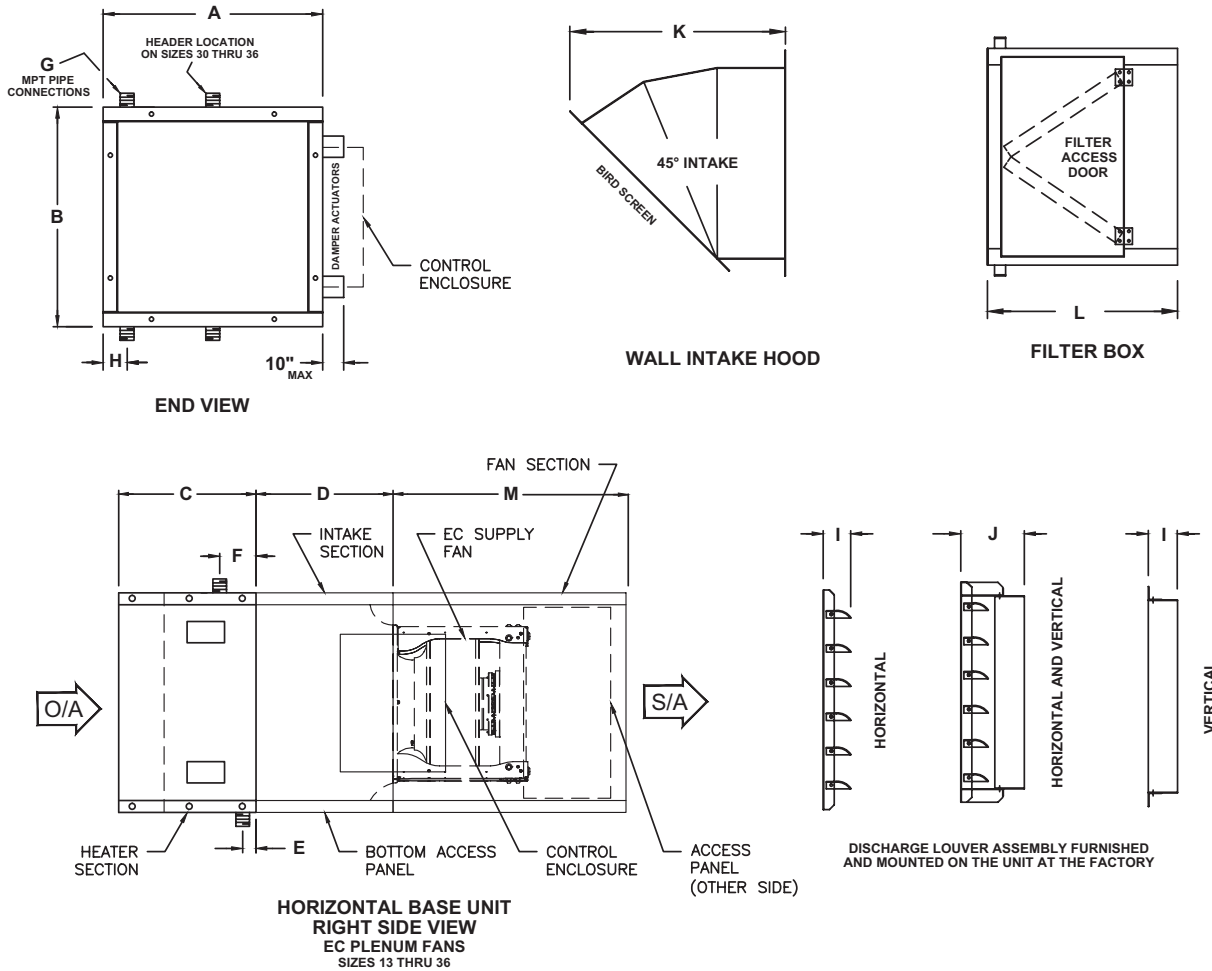 A
HEADER LOCATION
ON SIZES 30 THRU 36
G
MPT PIPE
CONNECTIONS
B
DAMPER ACTUATORS
CONTROL
ENCLOSURE
H
10"
MAX
END VIEW
K
45° INTAKE
BIRD SCREEN
WALL INTAKE HOOD
FILTER
ACCESS
DOOR
L
FILTER BOX
FAN SECTION
C
D
M
INTAKE
SECTION
EC SUPPLY
FAN
F
O/A
S/A
E
HEATER
SECTION
BOTTOM ACCESS
PANEL
CONTROL
ENCLOSURE
ACCESS
PANEL
(OTHER SIDE)
HORIZONTAL BASE UNIT
RIGHT SIDE VIEW
EC PLENUM FANS
SIZES 13 THRU 36
I
HORIZONTAL
J
HORIZONTAL AND VERTICAL
I
VERTICAL
DISCHARGE LOUVER ASSEMBLY FURNISHED
AND MOUNTED ON THE UNIT AT THE FACTORY